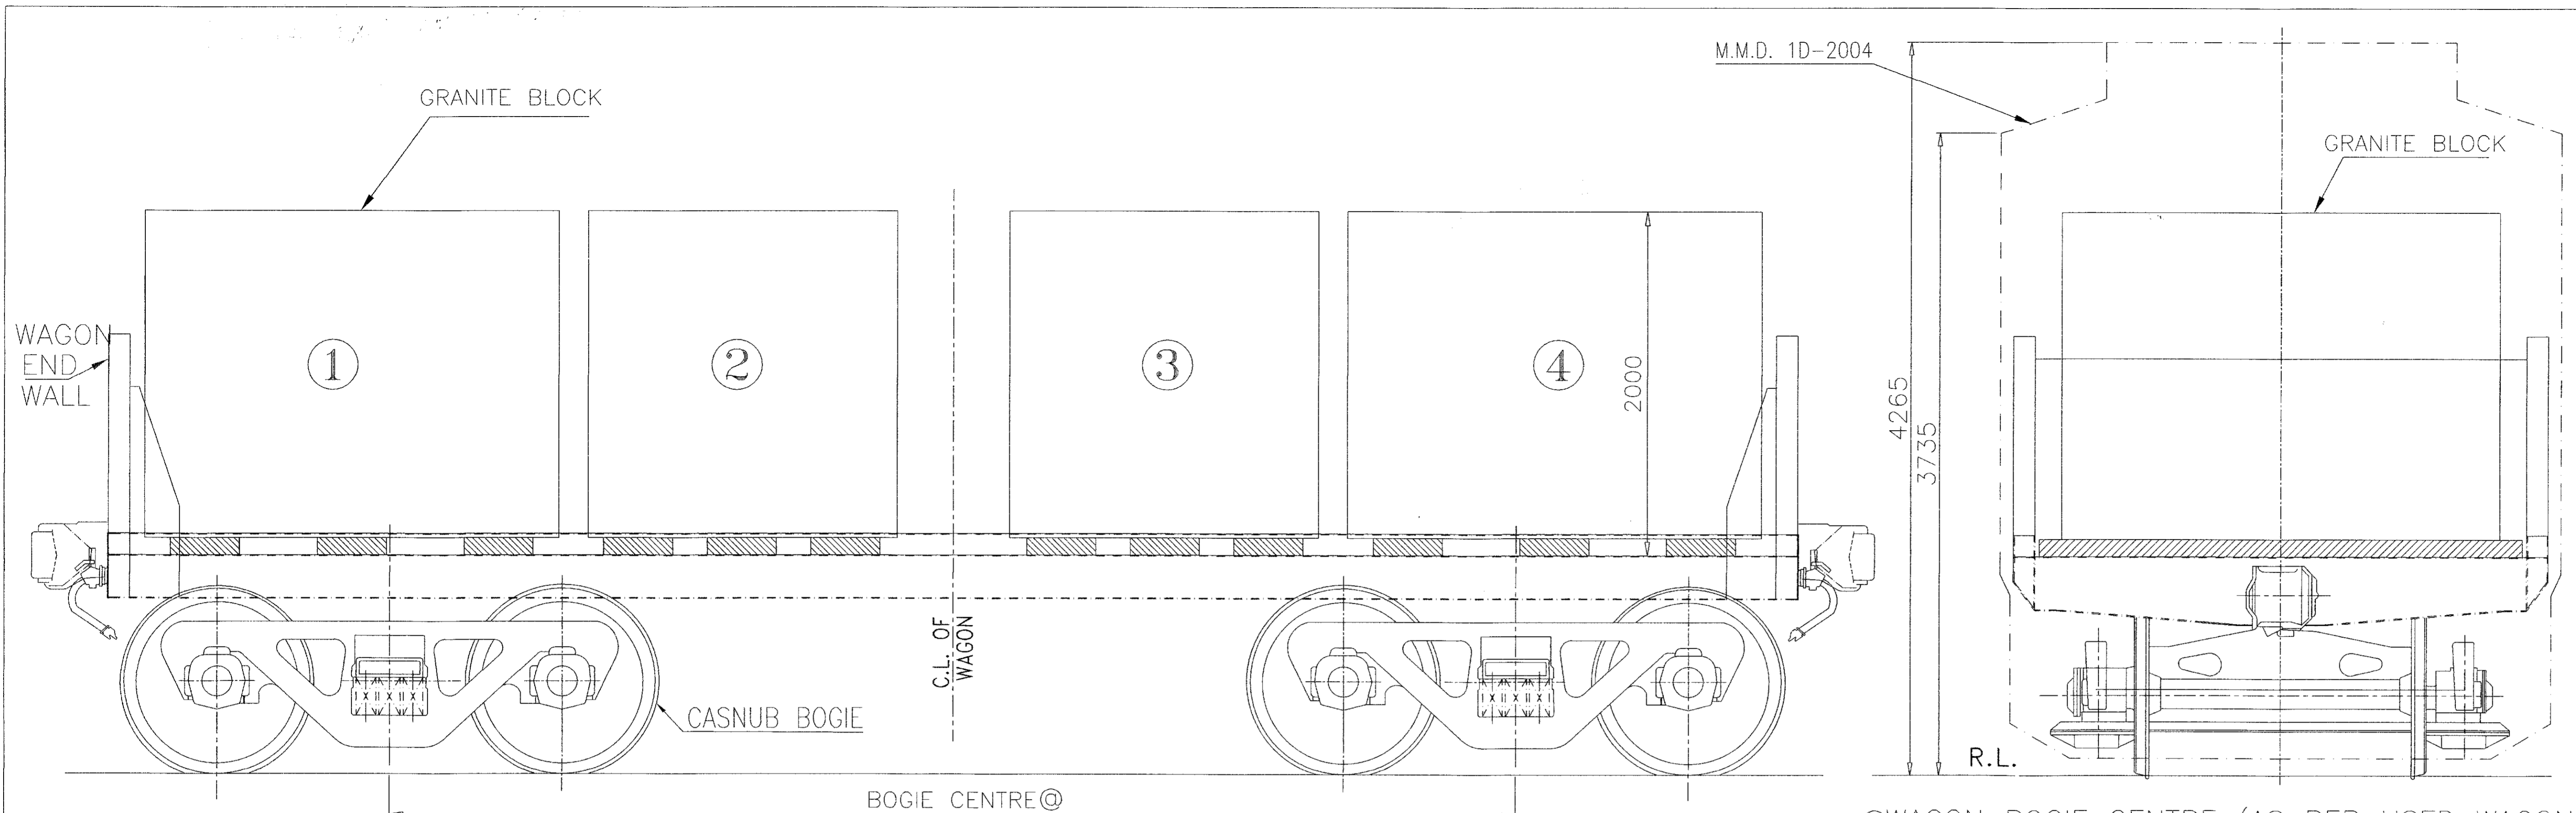 GRANITE BLOCK
M.M.D. 1D-2004
GRANITE BLOCK
WAGON
END
WALL
1
2
3
4
2000
4265
3735
C.L. OF
WAGON
CASNUB BOGIE
R.L.
BOGIE CENTRE@